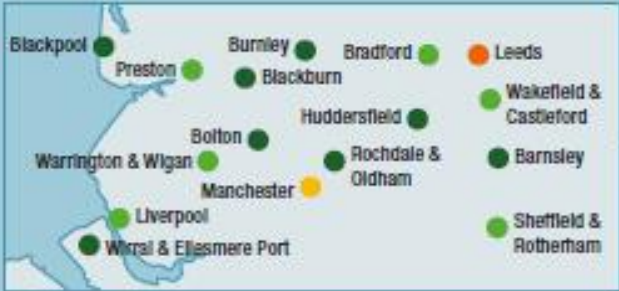 Blackpool
Burnley
Bradford
Leeds
Preston
Blackburn
Wakefield &
Castleford
Huddersfield
Bolton
Warrington & Wigan
Rochdale &
Oldham
Barnsley
Manchester
Liverpool
Sheffield &
Rotherham
Wirral & Ellesmere Port